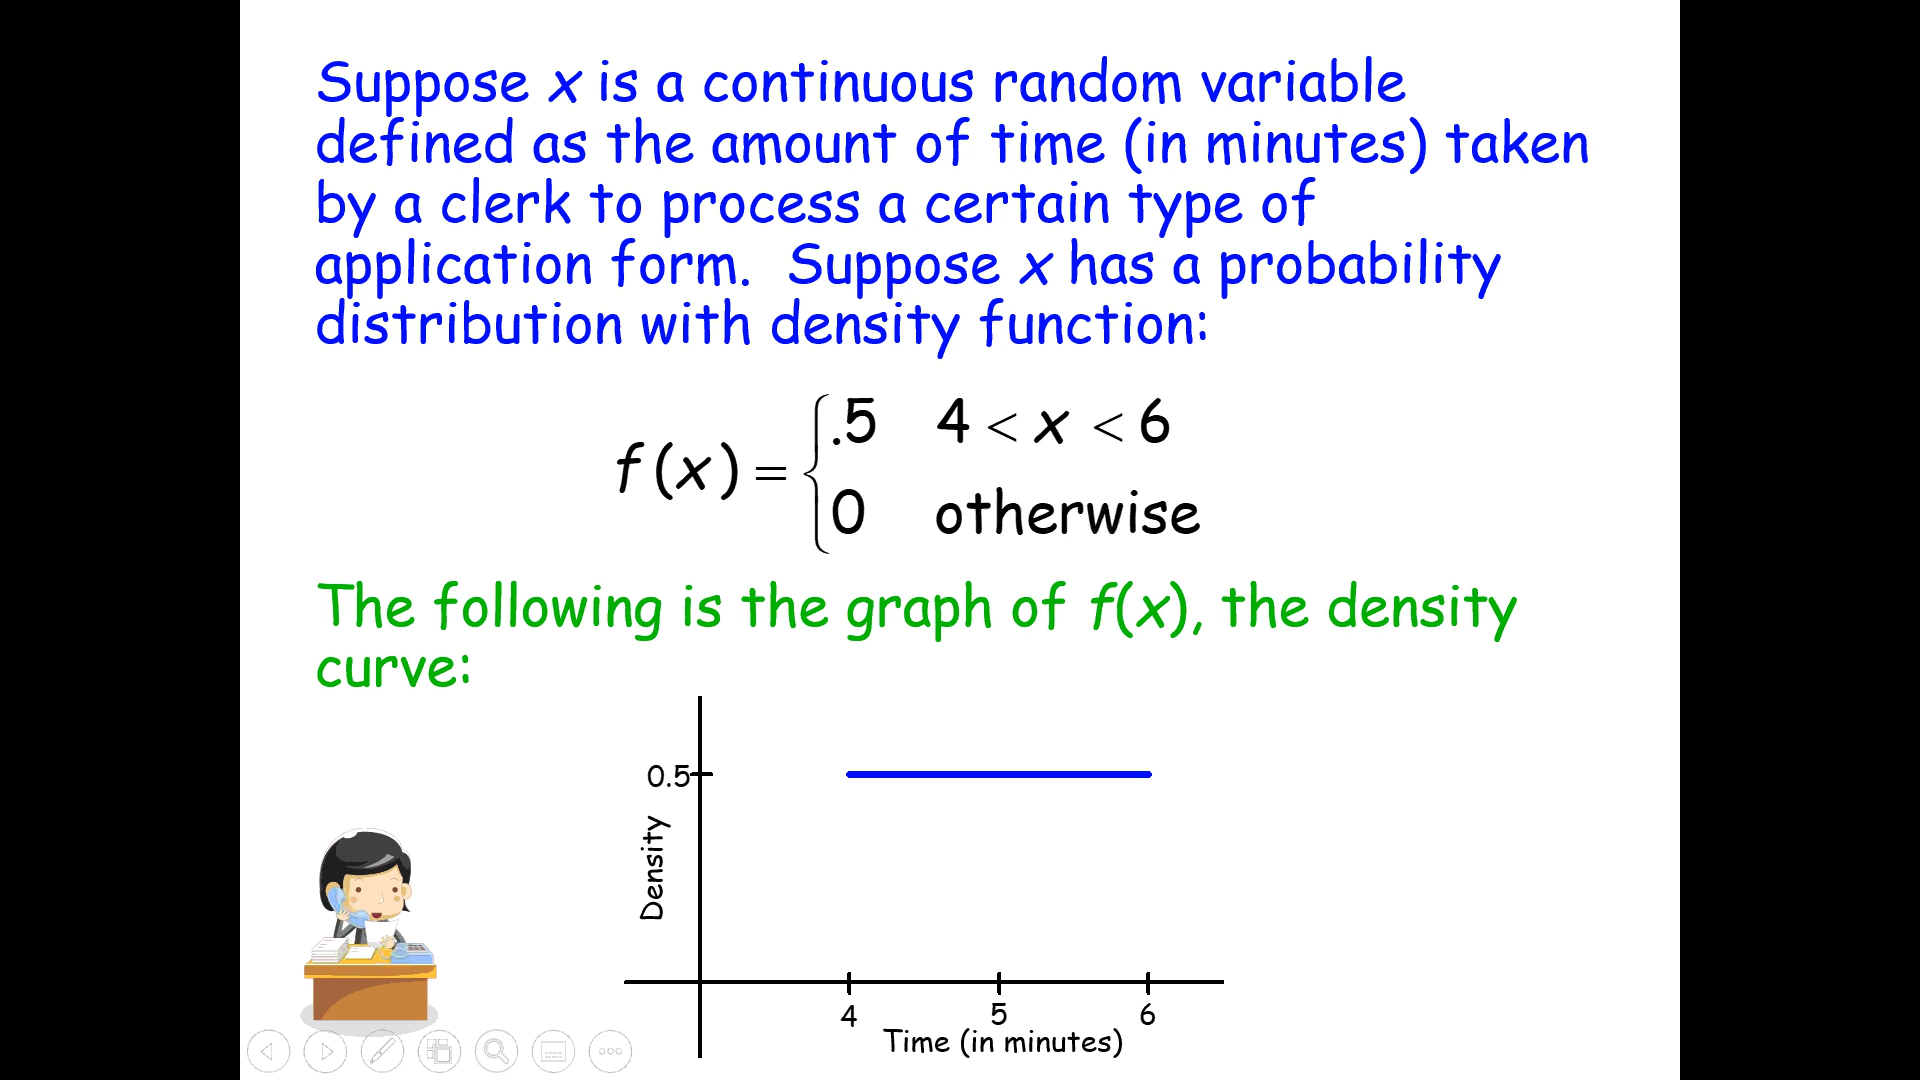 Suppose x is a continuous random variable
defined as the amount of time (in minutes) taken
by a clerk to process a certain type of
application form.  Suppose x has a probability
distribution with density function:
f(x) = { .5   4 < x < 6
0   otherwise
The following is the graph of f(x), the density
curve:
0.5
Density
4 5 6
Time (in minutes)